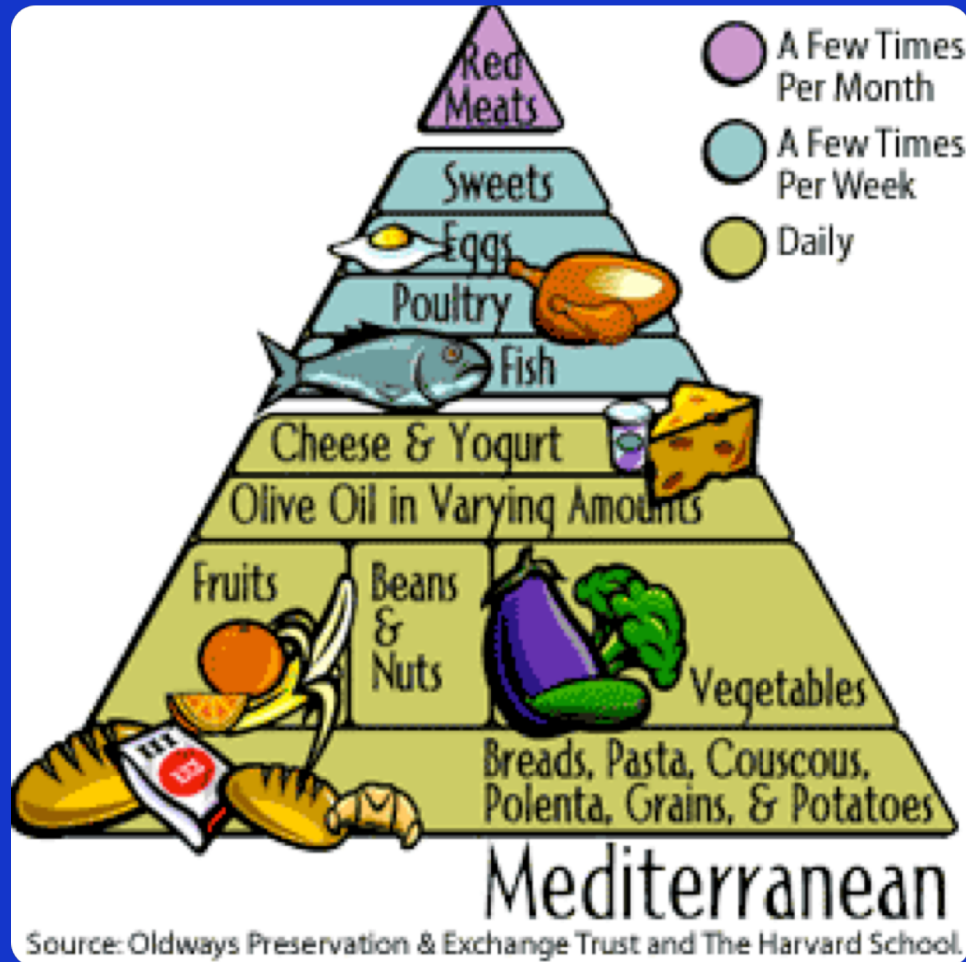 Red
Meats
A Few Times
Per Month
A Few Times
Per Week
Daily
Sweets
Eggs
Poultry
Fish
Cheese & Yogurt
Olive Oil in Varying Amounts
Fruits
Beans
&
Nuts
Vegetables
Breads, Pasta, Couscous,
Polenta, Grains, & Potatoes
Mediterranean
Source: Oldways Preservation & Exchange Trust and The Harvard School.